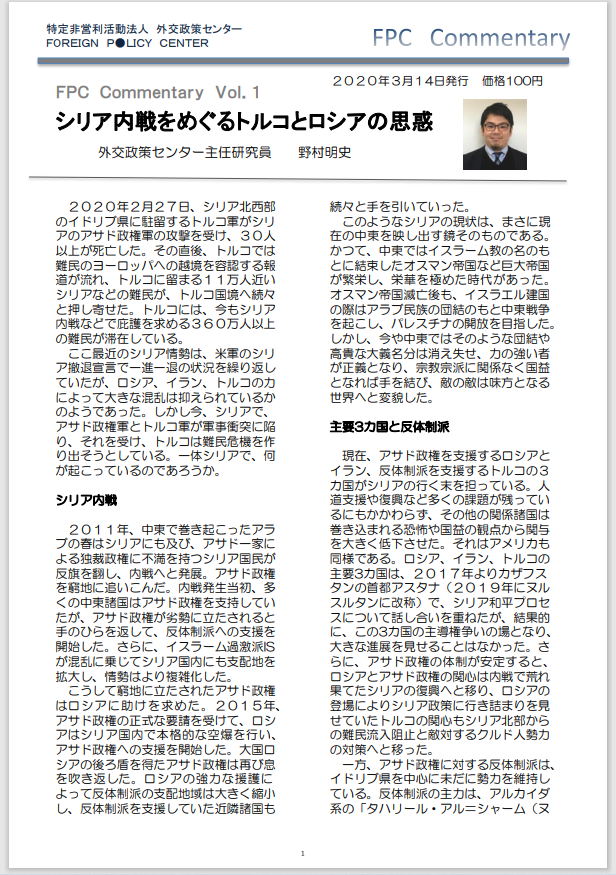 特定非営利活動法人 外交政策センター
FOREIGN P●LICY CENTER
FPC Commentary
２０２０年３月１４日発行 価格１００円
FPC Commentary Vol.１
シリア内戦をめぐるトルコとロシアの思惑
外交政策センター主任研究員 野村明史
２０２０年２月２７日、シリア北西部
のイドリブ県に駐留するトルコ軍がシリ
アのアサド政権軍の攻撃を受け、３０人
以上が死亡した。その直後、トルコでは
難民のヨーロッパへの越境を容認する報
道が流れ、トルコに留まる１１万人近い
シリアなどの難民が、トルコ国境へ続々
と押し寄せた。トルコには、今もシリア
内戦などで庇護を求める３６０万人以上
の難民が滞在している。
ここ最近のシリア情勢は、米軍のシリ
ア撤退宣言で一進一退の状況を繰り返し
ていたが、ロシア、イラン、トルコの力
によって大きな混乱は抑えられているか
のようであった。しかし今、シリアで、
アサド政権軍とトルコ軍が軍事衝突に陥
り、それを受け、トルコは難民危機を作
り出そうとしている。一体シリアで、何
が起こっているのであろうか。
シリア内戦
２０１１年、中東で巻き起こったアラ
ブの春はシリアにも及び、アサド一家に
よる独裁政権に不満を持つシリア国民が
反旗を翻し、内戦へと発展。アサド政権
を窮地に追いこんだ。内戦発生当初、多
くの中東諸国はアサド政権を支持してい
たが、アサド政権が劣勢に立たされると
手のひらを返して、反体制派への支援を
開始した。さらに、イスラーム過激派IS
が混乱に乗じてシリア国内にも支配地を
拡大し、情勢はより複雑化した。
こうして窮地に立たされたアサド政権
はロシアに助けを求めた。２０１５年、
アサド政権の正式な要請を受けて、ロシ
アはシリア国内で本格的な空爆を行い、
アサド政権への支援を開始した。大国ロ
シアの後ろ盾を得たアサド政権は再び息
を吹き返した。ロシアの強力な援護に
よって反体制派の支配地域は大きく縮小
し、反体制派を支援していた近隣諸国も
続々と手を引いていった。
このようなシリアの現状は、まさに現
在の中東を映し出す鏡そのものである。
かつて、中東ではイスラーム教の名のも
とに結束したオスマン帝国など巨大帝国
が繁栄し、栄華を極めた時代があった。
オスマン帝国滅亡後も、イスラエル建国
の際はアラブ民族の団結のもと中東戦争
を起こし、パレスチナの開放を目指した。
しかし、今や中東ではそのような団結や
高貴な大義名分は消え失せ、力の強い者
が正義となり、宗教宗派に関係なく国益
となれば手を結び、敵の敵は味方となる
世界へと変貌した。
主要３カ国と反体制派
現在、アサド政権を支援するロシアと
イラン、反体制派を支援するトルコの３
カ国がシリアの行く末を担っている。人
道支援や復興など多くの課題が残ってい
るにもかかわらず、その他の関係諸国は
巻き込まれる恐怖や国益の観点から関与
を大きく低下させた。それはアメリカも
同様である。ロシア、イラン、トルコの
主要３カ国は、２０１７年よりカザフス
タンの首都アスタナ（２０１９年にヌル
スルタンに改称）で、シリア和平プロセ
スについて話し合いを重ねたが、結果的
に、この３カ国の主導権争いの場となり、
大きな進展を見せることはなかった。さ
らに、アサド政権の体制が安定すると、
ロシアとアサド政権の関心は内戦で荒れ
果てたシリアの復興へと移り、ロシアの
登場によりシリア政策に行き詰まりを見
せていたトルコの関心もシリア北部から
の難民流入阻止と敵対するクルド人勢力
の対策へと移った。
一方、アサド政権に対する反体制派は、
イドリブ県を中心に未だに勢力を維持し
ている。反体制派の主力は、アルカイダ
系の「タハリール・アル＝シャーム（ヌ
1